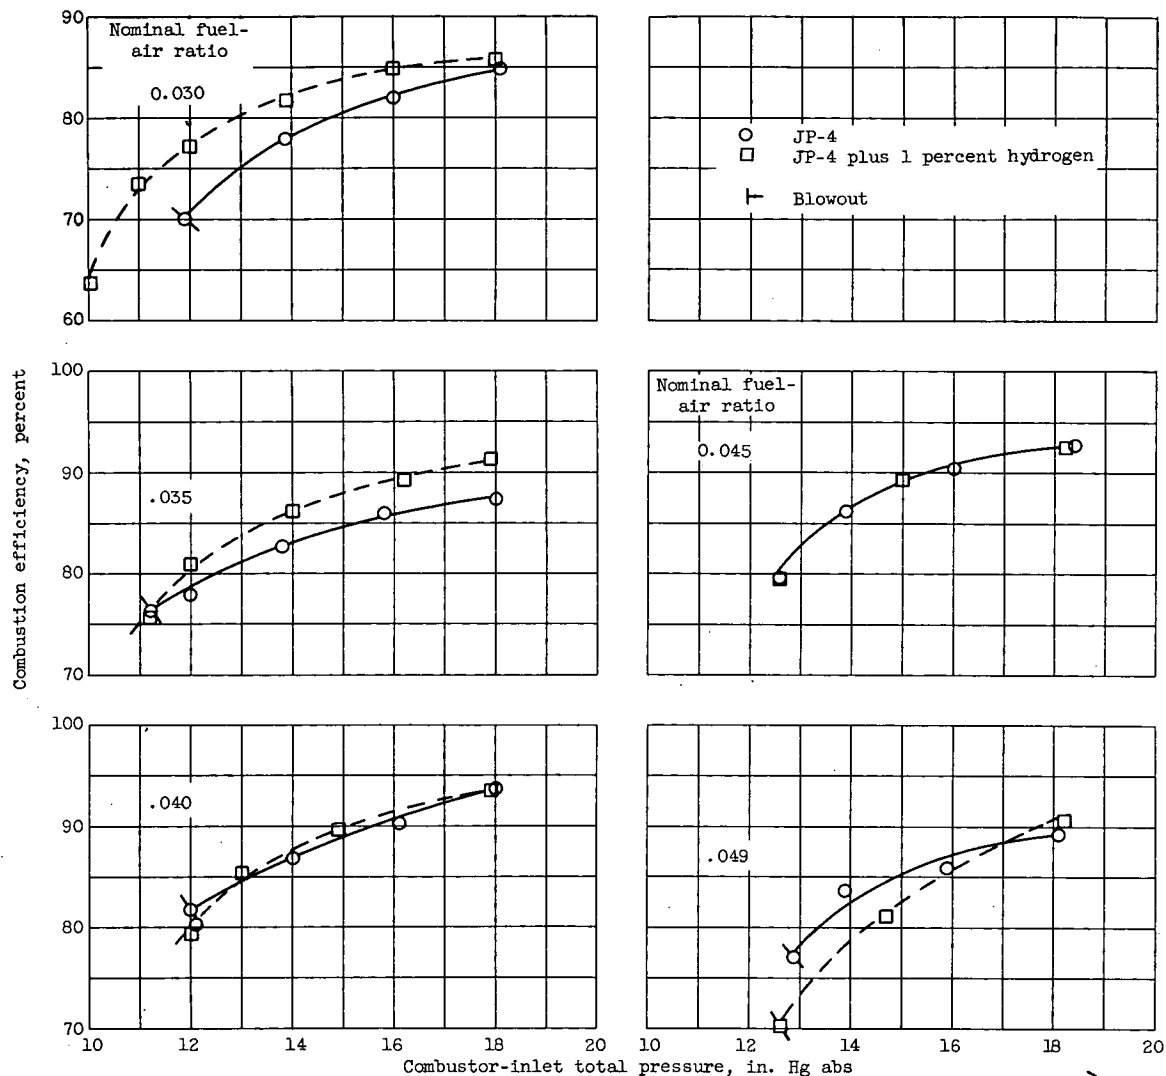 90
Nominal fuel-
air ratio
0.030
80
70
60
JP-4
JP-4 plus 1 percent hydrogen
Blowout
Combustion efficiency, percent
100
90
.035
80
70
Nominal fuel-
air ratio
0.045
100
90
.040
80
70
.049
10 12 14 16 18 20
10 12 14 16 18 20
Combustor-inlet total pressure, in. Hg abs